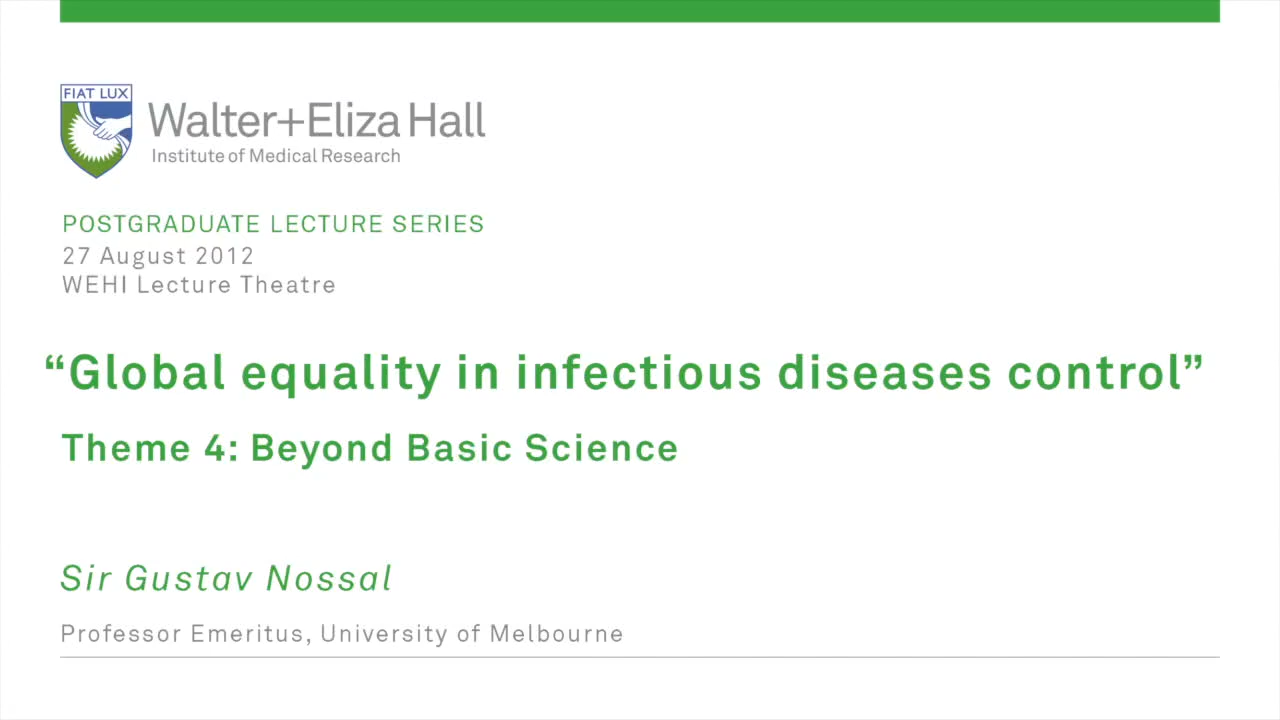 FIAT LUX
Walter+Eliza Hall
Institute of Medical Research
POSTGRADUATE LECTURE SERIES
27 August 2012
WEHI Lecture Theatre
“Global equality in infectious diseases control”
Theme 4: Beyond Basic Science
Sir Gustav Nossal
Professor Emeritus, University of Melbourne